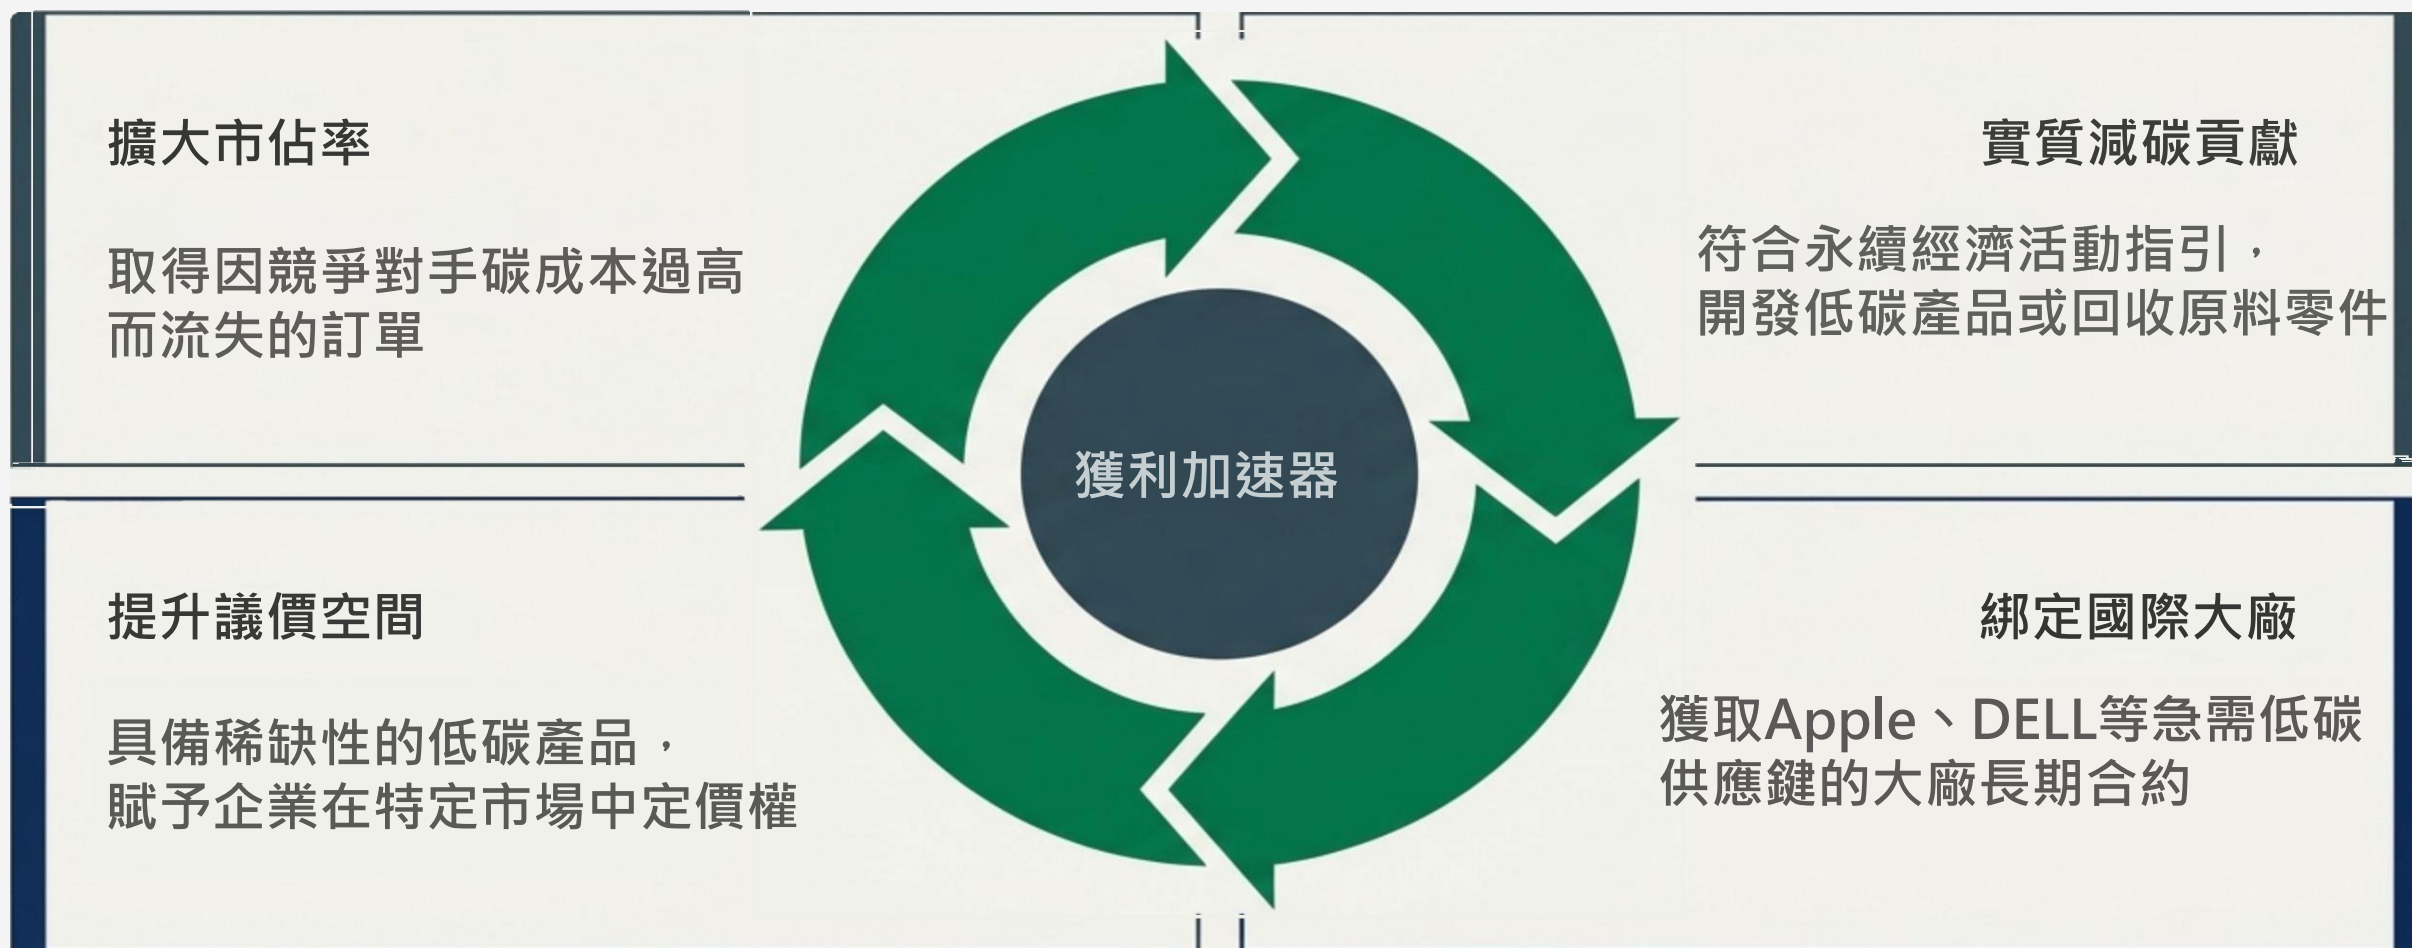 擴大市佔率
取得因競爭對手碳成本過高
而流失的訂單
實質減碳貢獻
符合永續經濟活動指引，
開發低碳產品或回收原料零件
獲利加速器
提升議價空間
具備稀缺性的低碳產品，
賦予企業在特定市場中定價權
綁定國際大廠
獲取Apple、DELL等急需低碳
供應鍵的大廠長期合約